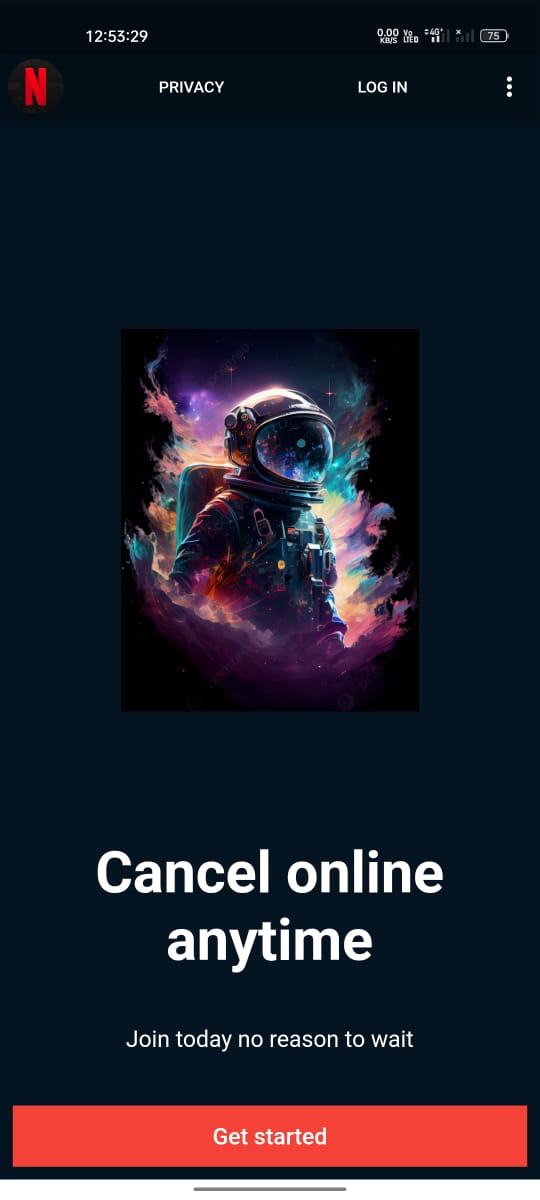 12:53:29
0.00 KB/S
Vo LTED
4G+
75
N
PRIVACY
LOG IN
Cancel online
anytime
Join today no reason to wait
Get started